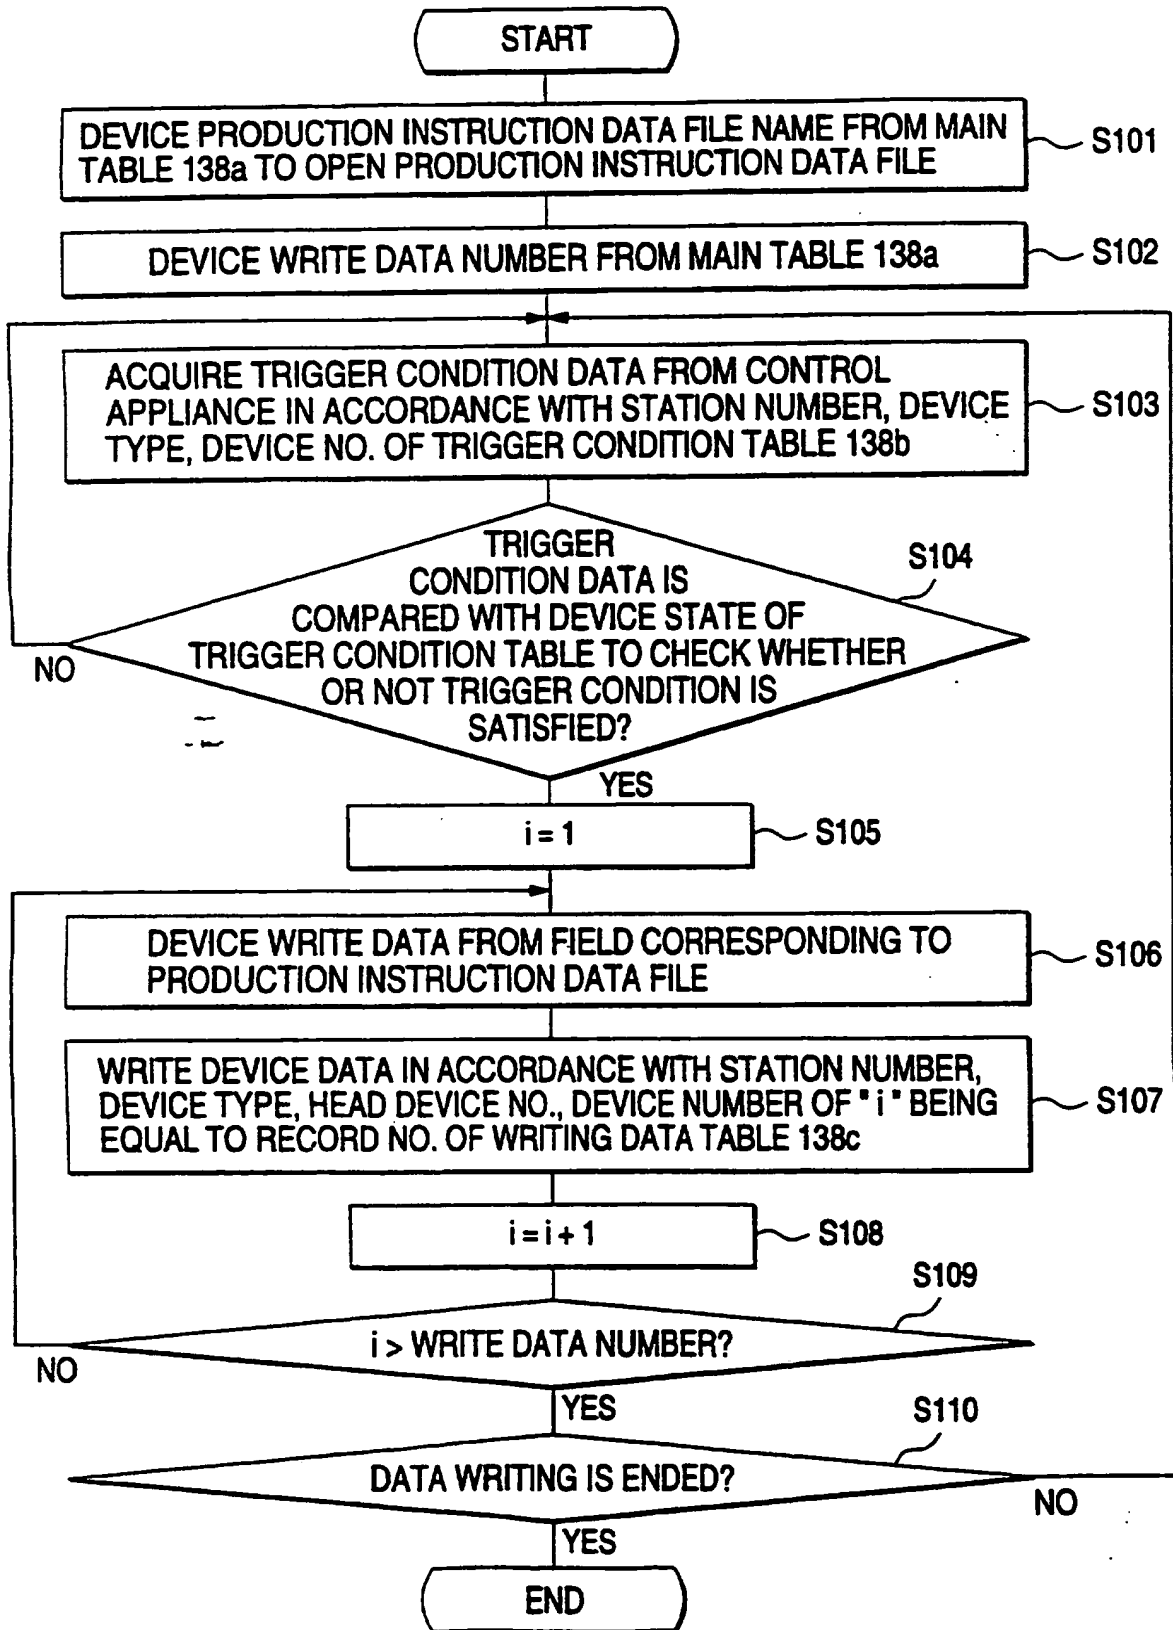 START
DEVICE PRODUCTION INSTRUCTION DATA FILE NAME FROM MAIN
TABLE 138a TO OPEN PRODUCTION INSTRUCTION DATA FILE
S101
DEVICE WRITE DATA NUMBER FROM MAIN TABLE 138a
S102
ACQUIRE TRIGGER CONDITION DATA FROM CONTROL
APPLIANCE IN ACCORDANCE WITH STATION NUMBER, DEVICE
TYPE, DEVICE NO. OF TRIGGER CONDITION TABLE 138b
S103
TRIGGER
CONDITION DATA IS
COMPARED WITH DEVICE STATE OF
TRIGGER CONDITION TABLE TO CHECK WHETHER
OR NOT TRIGGER CONDITION IS
SATISFIED?
S104
NO
YES
i = 1
S105
DEVICE WRITE DATA FROM FIELD CORRESPONDING TO
PRODUCTION INSTRUCTION DATA FILE
S106
WRITE DEVICE DATA IN ACCORDANCE WITH STATION NUMBER,
DEVICE TYPE, HEAD DEVICE NO., DEVICE NUMBER OF "i" BEING
EQUAL TO RECORD NO. OF WRITING DATA TABLE 138c
S107
i = i + 1
S108
i > WRITE DATA NUMBER?
S109
NO
YES
DATA WRITING IS ENDED?
S110
NO
YES
END